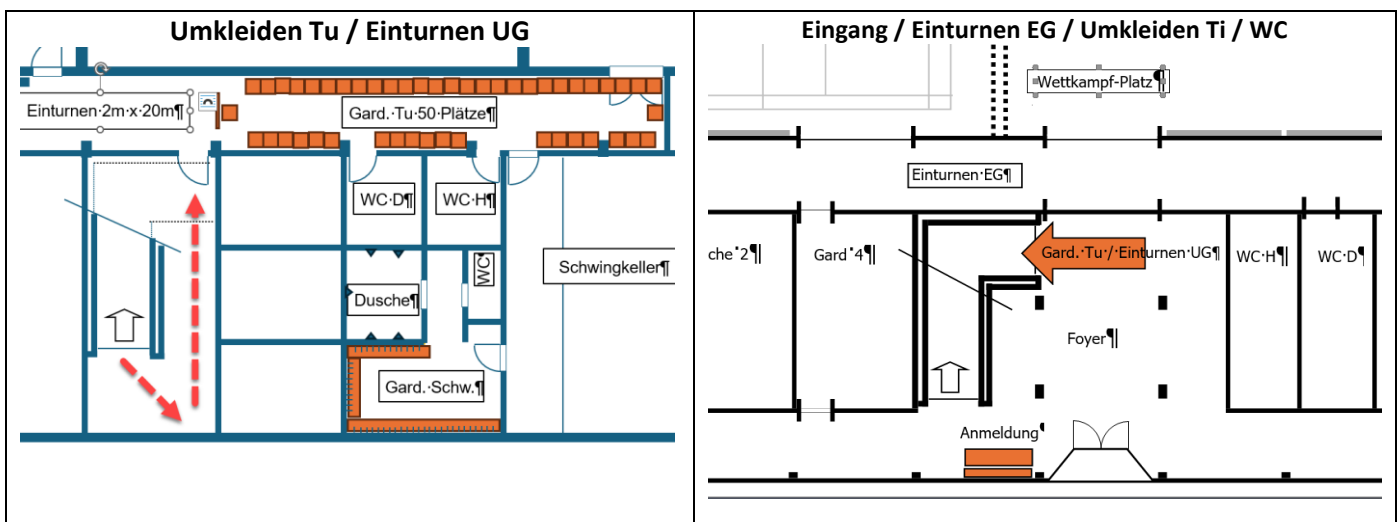 Umkleiden Tu / Einturnen UG
Einturnen·2m·x·20m¶
Gard.·Tu·50·Plätze¶
WC·D¶
WC·H¶
WC¶
Schwingkeller¶
Dusche¶
Gard.·Schw.¶
Eingang / Einturnen EG / Umkleiden Ti / WC
Wettkampf-Platz¶
Einturnen·EG¶
che°2¶
Gard°4¶
Gard.·Tu·/·Einturnen·UG¶
WC·H¶
WC·D¶
Foyer¶
Anmeldung¶